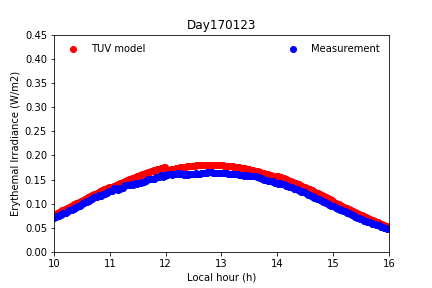 Day170123
TUV model
Measurement
Erythemal Irradiance (W/m2)
0.45
0.40
0.35
0.30
0.25
0.20
0.15
0.10
0.05
0.00
10 11 12 13 14 15 16
Local hour (h)